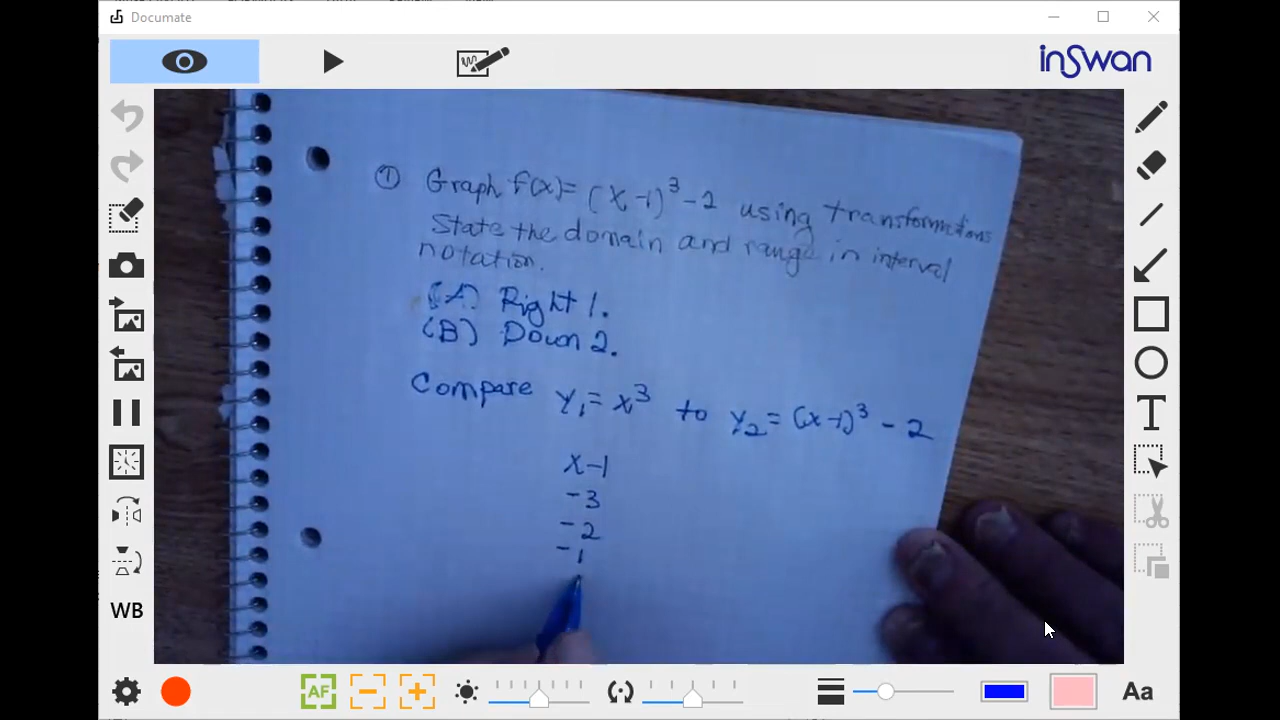 Documate
inswan
① Graph f(x)= (x-1)³-2 using transformations
State the domain and range in interval
notation.
(A) Right 1.
(B) Down 2.
Compare y₁= x³ to y₂= (x-1)³ - 2
x-1
-3
-2
-1
WB
AF
T
Aa